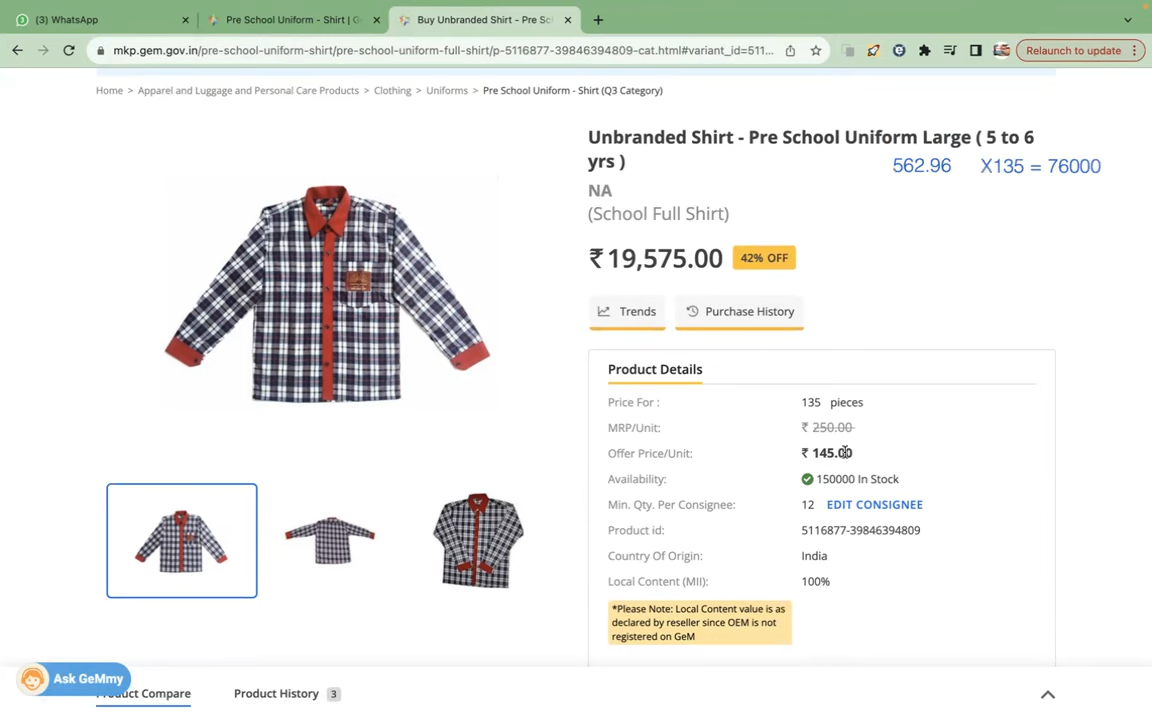 (3) WhatsApp
Pre School Uniform - Shirt | G
Buy Unbranded Shirt - Pre Sc
mkp.gem.gov.in/pre-school-uniform-shirt/pre-school-uniform-full-shirt/p-5116877-39846394809-cat.html#variant_id=511...
Relaunch to update
Home > Apparel and Luggage and Personal Care Products > Clothing > Uniforms > Pre School Uniform - Shirt (Q3 Category)
Unbranded Shirt - Pre School Uniform Large ( 5 to 6
yrs )
562.96 X135 = 76000
NA
(School Full Shirt)
₹19,575.00 42% OFF
Trends
Purchase History
Product Details
Price For : 135 pieces
MRP/Unit: ₹ 250.00
Offer Price/Unit: ₹ 145.00
Availability: 150000 In Stock
Min. Qty. Per Consignee: 12 EDIT CONSIGNEE
Product id: 5116877-39846394809
Country Of Origin: India
Local Content (MII): 100%
*Please Note: Local Content value is as
declared by reseller since OEM is not
registered on GeM
Ask GeMmy
Product Compare
Product History 3